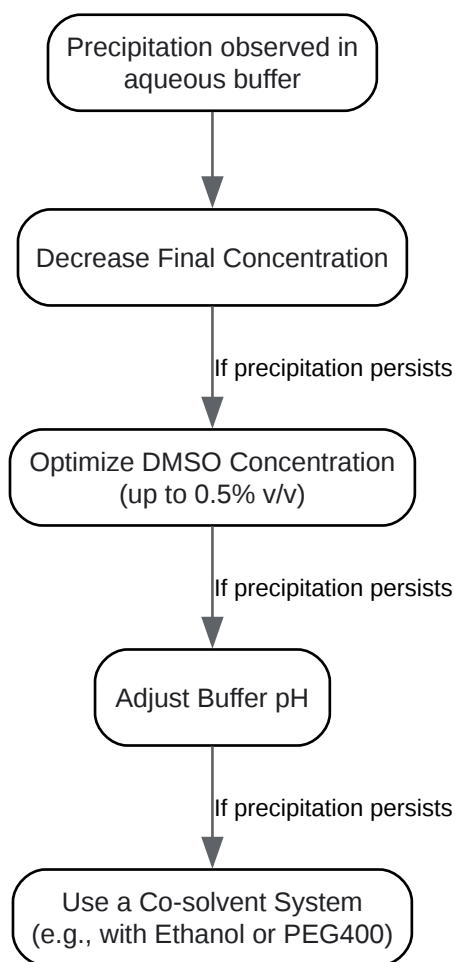 Precipitation observed in
aqueous buffer
Decrease Final Concentration
If precipitation persists
Optimize DMSO Concentration
(up to 0.5% v/v)
If precipitation persists
Adjust Buffer pH
If precipitation persists
Use a Co-solvent System
(e.g., with Ethanol or PEG400)